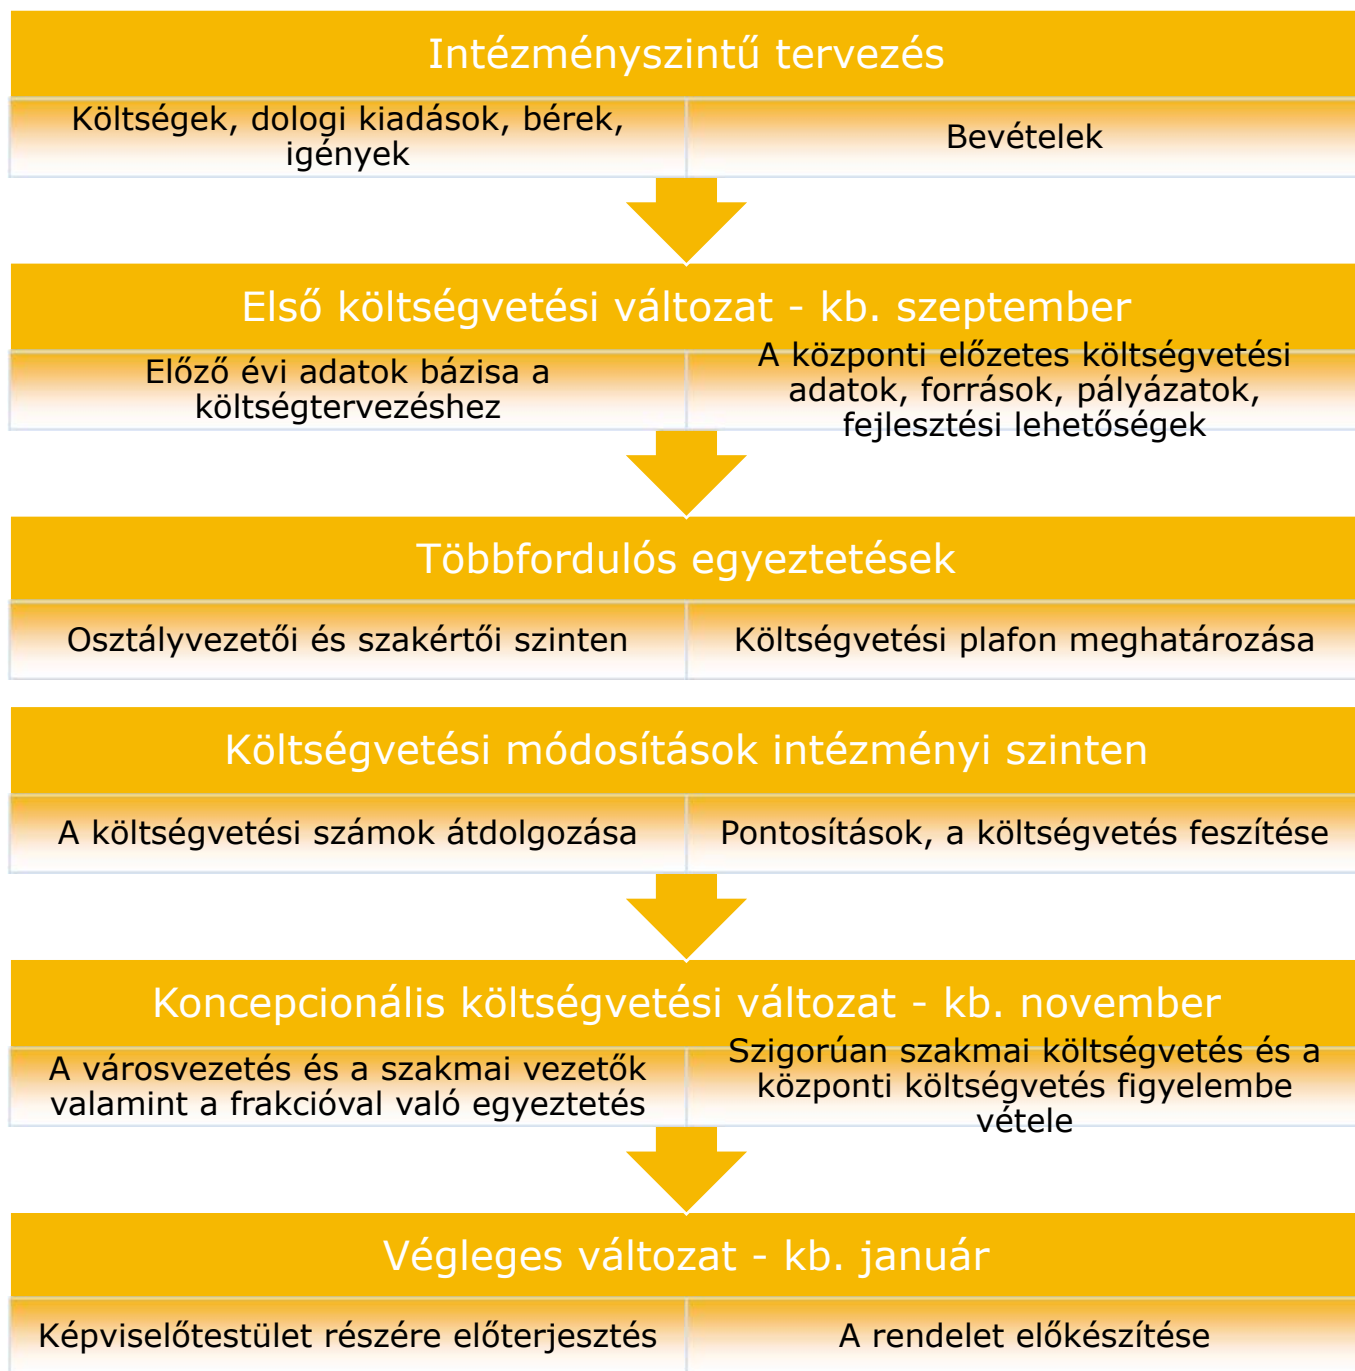 Intézményszintű tervezés
Költségek, dologi kiadások, bérek,
igények
Bevételek
Első költségvetési változat - kb. szeptember
Előző évi adatok bázisa a
költségtervezéshez
A központi előzetes költségvetési
adatok, források, pályázatok,
fejlesztési lehetőségek
Többfordulós egyeztetések
Osztályvezetői és szakértői szinten
Költségvetési plafon meghatározása
Költségvetési módosítások intézményi szinten
A költségvetési számok átdolgozása
Pontosítások, a költségvetés feszítése
Koncepcionális költségvetési változat - kb. november
A városvezetés és a szakmai vezetők
valamint a frakcióval való egyeztetés
Szigorúan szakmai költségvetés és a
központi költségvetés figyelembe
vétele
Végleges változat - kb. január
Képviselőtestület részére előterjesztés
A rendelet előkészítése